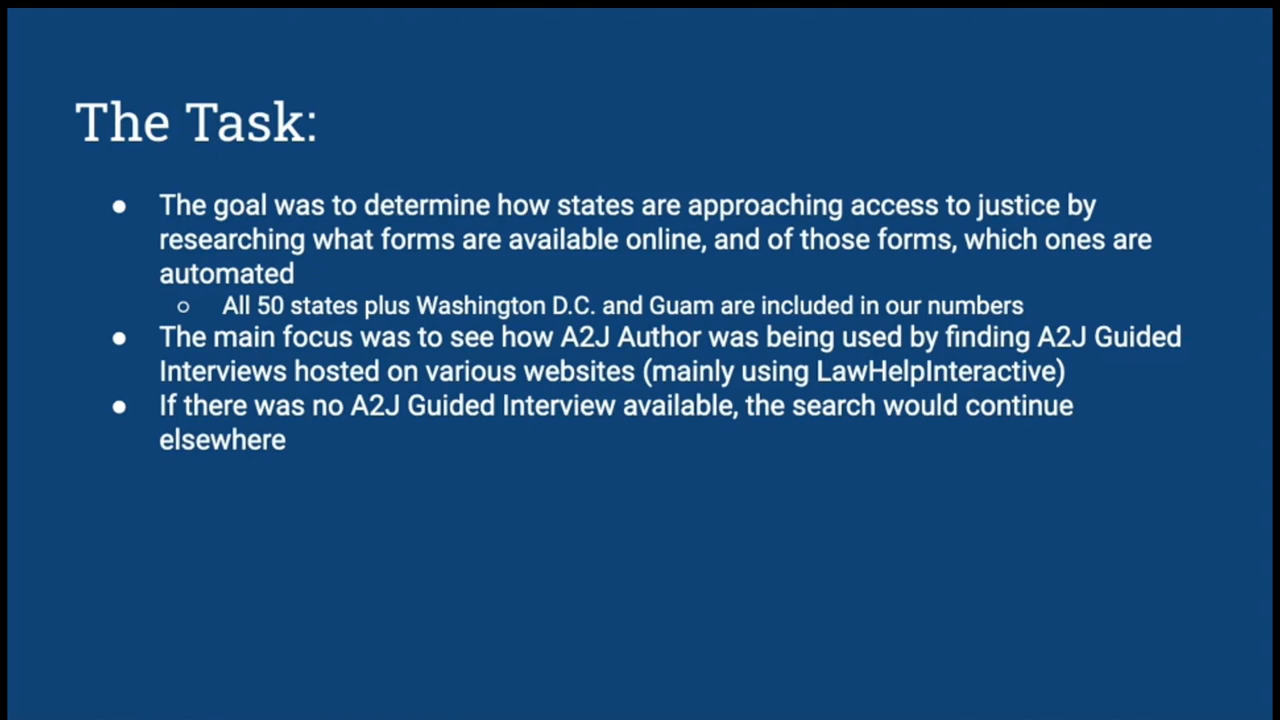 The Task:
● The goal was to determine how states are approaching access to justice by
researching what forms are available online, and of those forms, which ones are
automated
○ All 50 states plus Washington D.C. and Guam are included in our numbers
● The main focus was to see how A2J Author was being used by finding A2J Guided
Interviews hosted on various websites (mainly using LawHelpInteractive)
● If there was no A2J Guided Interview available, the search would continue
elsewhere